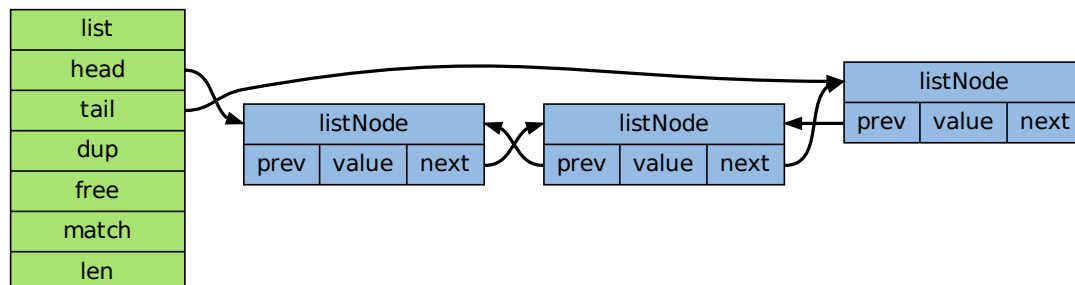 list
head
tail
dup
free
match
len
listNode
prev value next
listNode
prev value next
listNode
prev value next